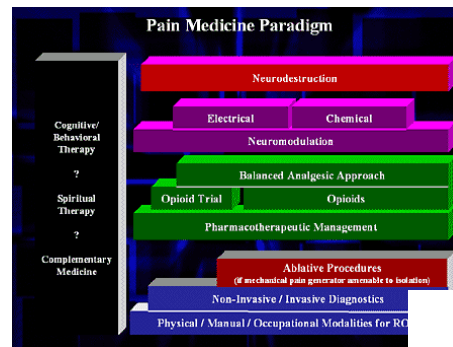 Pain Medicine Paradigm
Cognitive/
Behavioral
Therapy
?
Spiritual
Therapy
?
Complementary
Medicine
Neurodestruction
Electrical
Chemical
Neuromodulation
Balanced Analgesic Approach
Opioid Trial
Opioids
Pharmacotherapeutic Management
Ablative Procedures
(if mechanical pain generator amenable to isolation)
Non-Invasive / Invasive Diagnostics
Physical / Manual / Occupational Modalities for RO